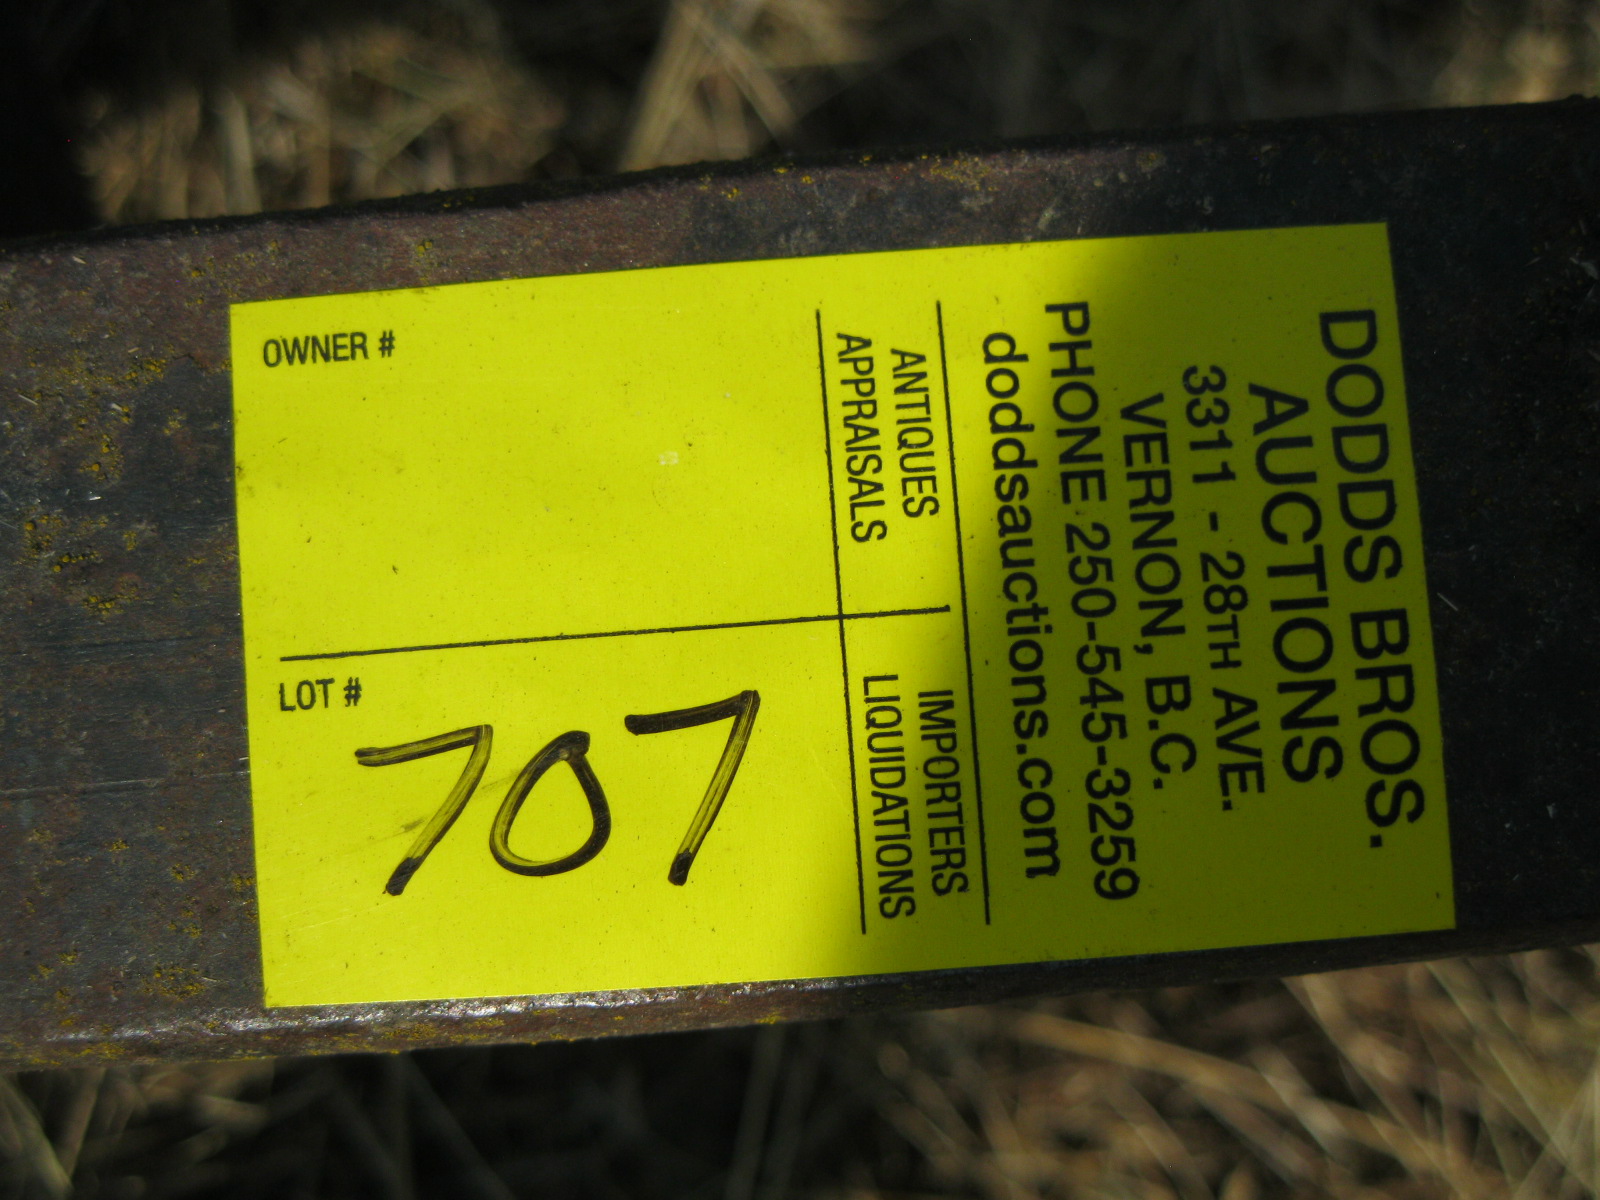 DODDS BROS.
AUCTIONS
3311 - 28TH AVE.
VERNON, B.C.
PHONE 250-545-3259
doddsauctions.com
ANTIQUES IMPORTERS
APPRAISALS LIQUIDATIONS
OWNER #
LOT #
707